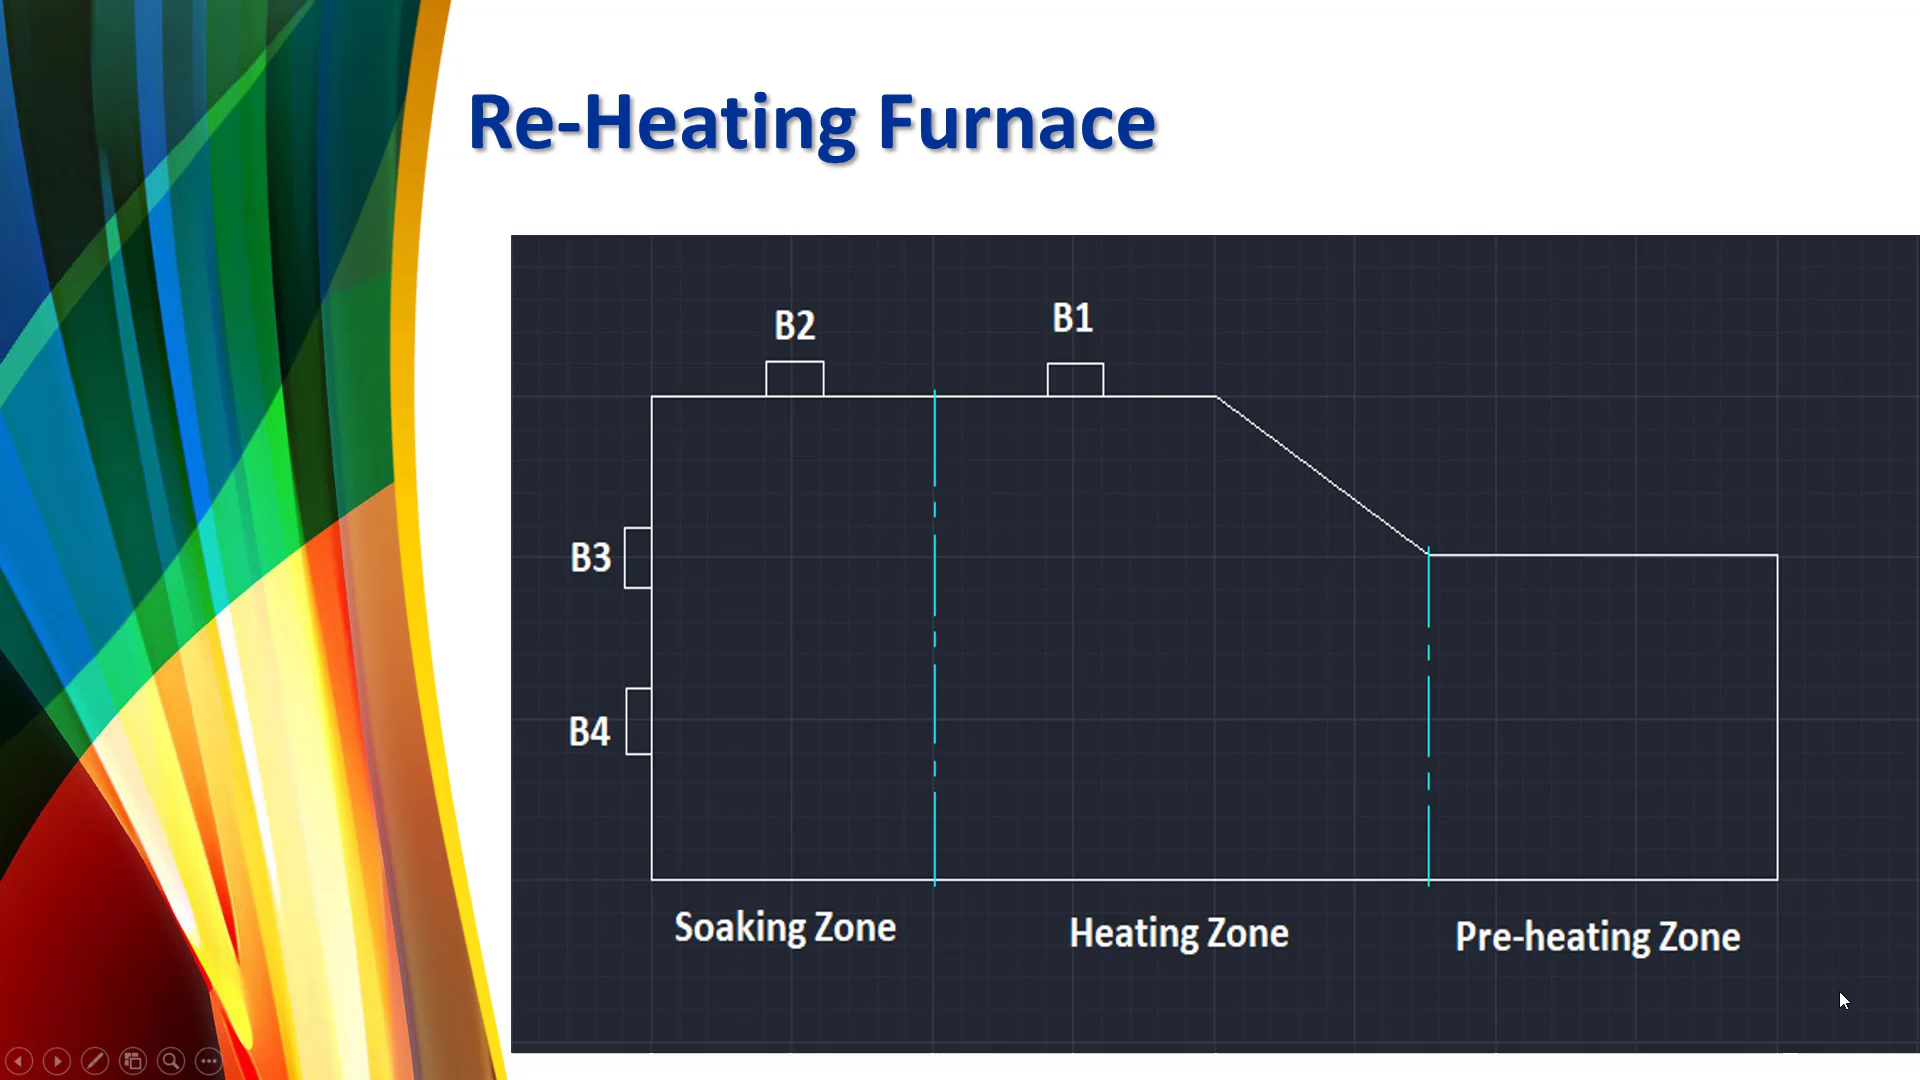 Re-Heating Furnace
B2
B1
B3
B4
Soaking Zone
Heating Zone
Pre-heating Zone